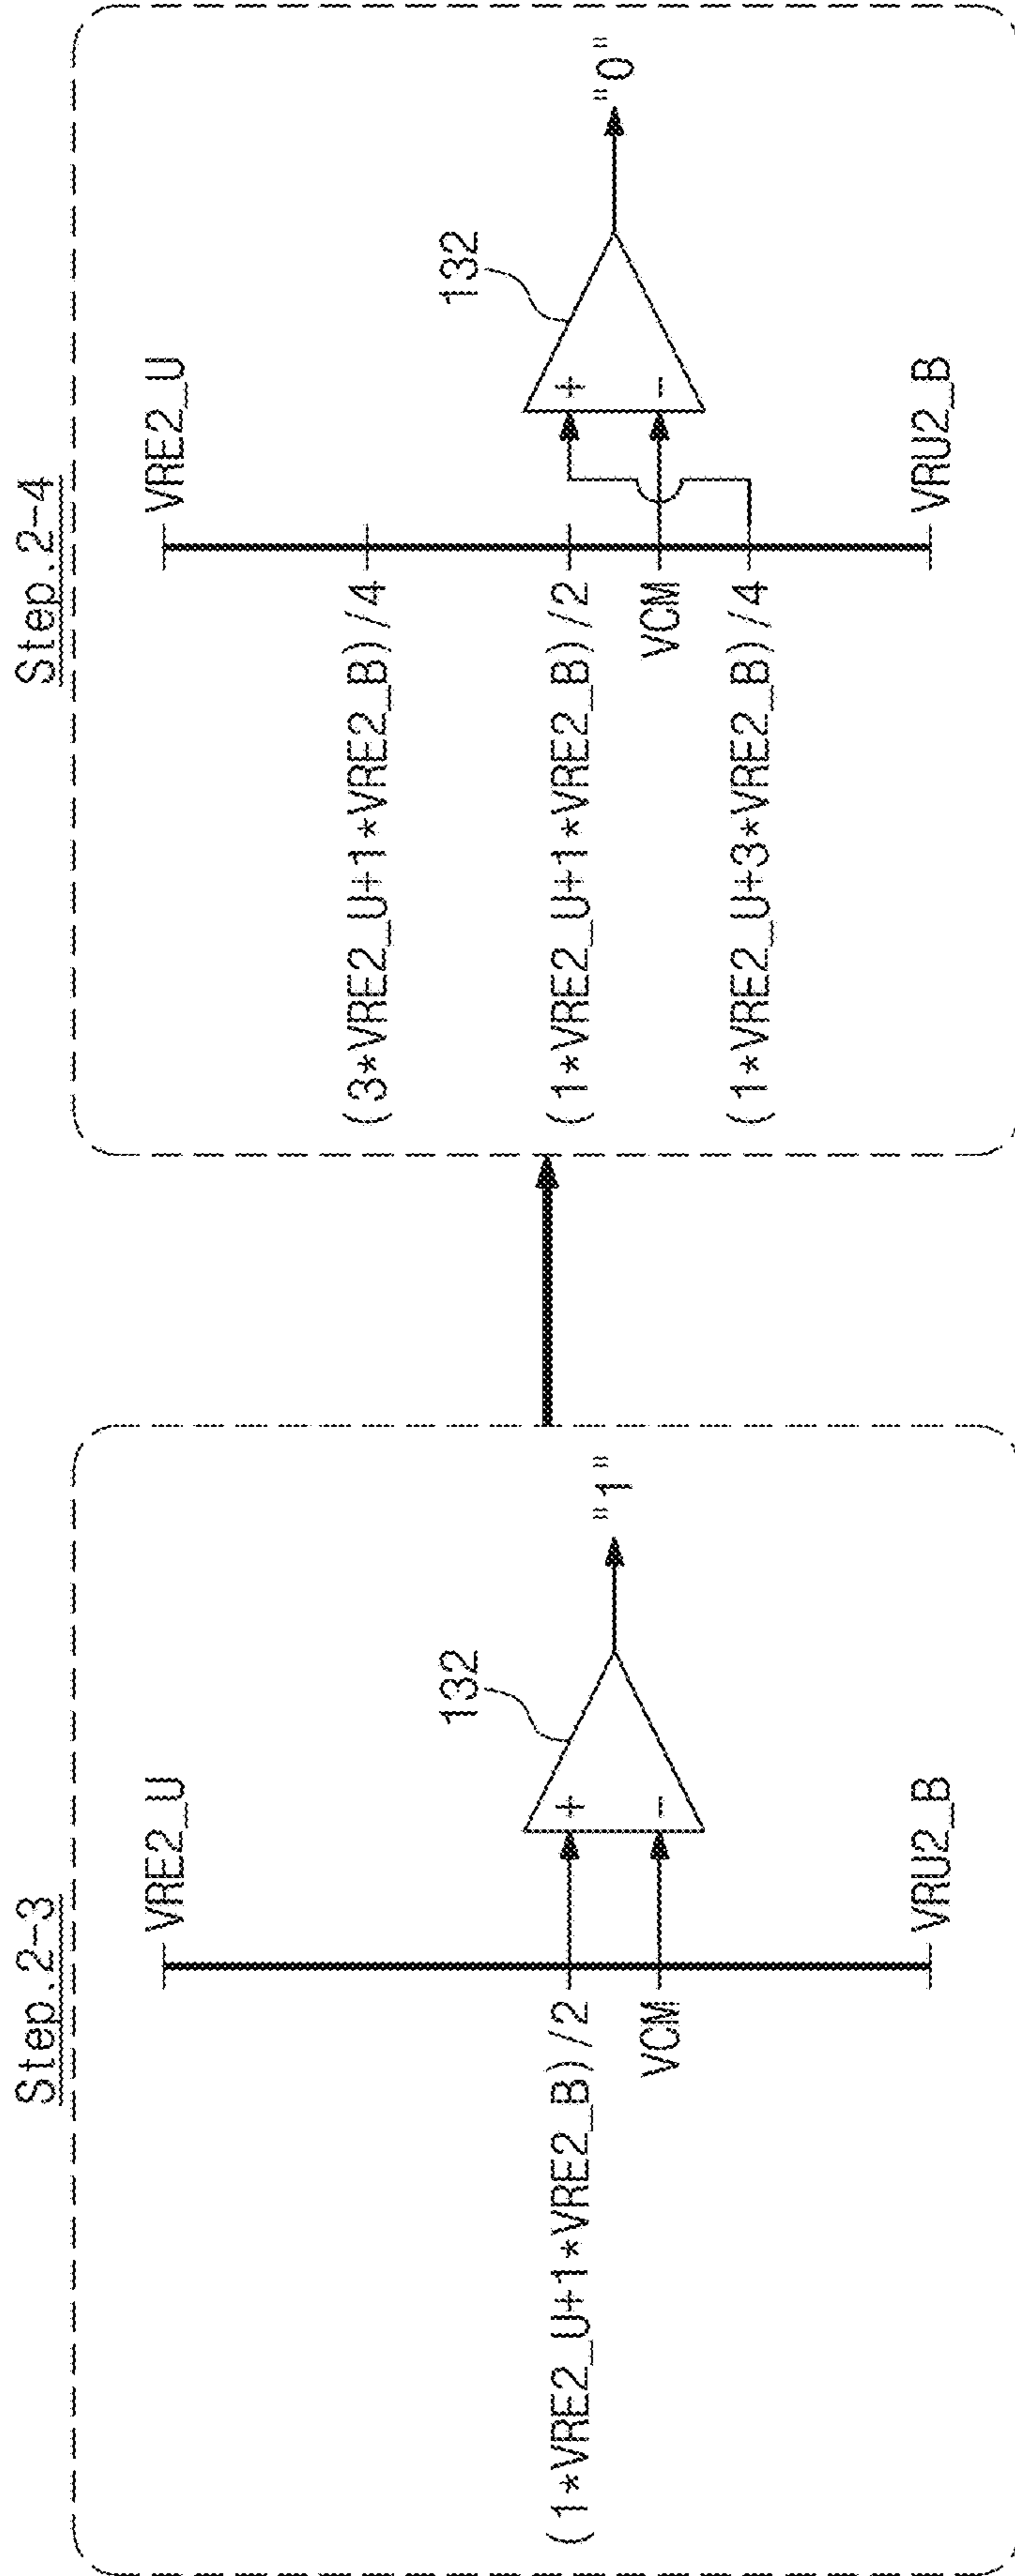 Step.2-3
VRE2_U
132
"1"
+
(1*VRE2_U+1*VRE2_B)/2
-
VCM
VRU2_B
Step.2-4
VRE2_U
132
"0"
(3*VRE2_U+1*VRE2_B)/4
+
(1*VRE2_U+1*VRE2_B)/2
-
VCM
(1*VRE2_U+3*VRE2_B)/4
VRU2_B